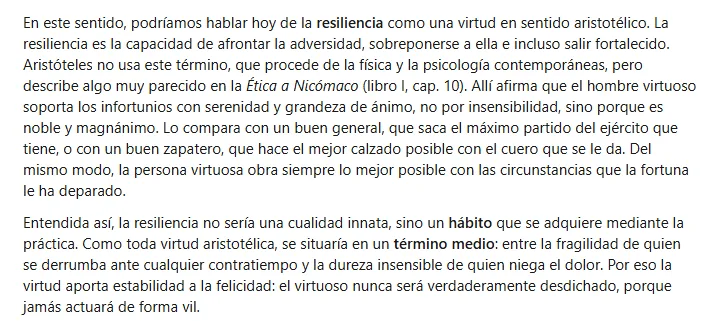 En este sentido, podríamos hablar hoy de la resiliencia como una virtud en sentido aristotélico. La
resiliencia es la capacidad de afrontar la adversidad, sobreponerse a ella e incluso salir fortalecido.
Aristóteles no usa este término, que procede de la física y la psicología contemporáneas, pero
describe algo muy parecido en la Ética a Nicómaco (libro I, cap. 10). Allí afirma que el hombre virtuoso
soporta los infortunios con serenidad y grandeza de ánimo, no por insensibilidad, sino porque es
noble y magnánimo. Lo compara con un buen general, que saca el máximo partido del ejército que
tiene, o con un buen zapatero, que hace el mejor calzado posible con el cuero que se le da. Del
mismo modo, la persona virtuosa obra siempre lo mejor posible con las circunstancias que la fortuna
le ha deparado.
Entendida así, la resiliencia no sería una cualidad innata, sino un hábito que se adquiere mediante la
práctica. Como toda virtud aristotélica, se situaría en un término medio: entre la fragilidad de quien
se derrumba ante cualquier contratiempo y la dureza insensible de quien niega el dolor. Por eso la
virtud aporta estabilidad a la felicidad: el virtuoso nunca será verdaderamente desdichado, porque
jamás actuará de forma vil.